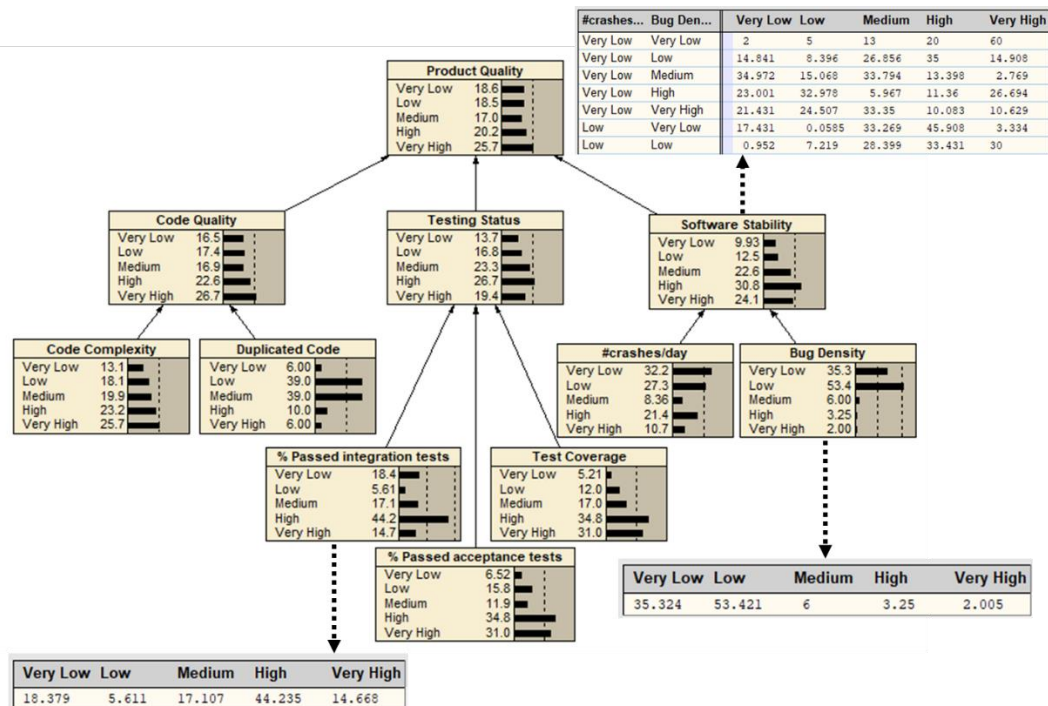 #crashes... Bug Den... Very Low Low Medium High Very High
Very Low Very Low 2 5 13 20 60
Very Low Low 14.841 8.396 26.856 35 14.908
Very Low Medium 34.972 15.068 33.794 13.398 2.769
Very Low High 23.001 32.978 5.967 11.36 26.694
Very Low Very High 21.431 24.507 33.35 10.083 10.629
Low Very Low 17.431 0.0585 33.269 45.908 3.334
Low Low 0.952 7.219 28.399 33.431 30
Product Quality
Very Low 18.6
Low 18.5
Medium 17.0
High 20.2
Very High 25.7
Code Quality
Very Low 16.5
Low 17.4
Medium 16.9
High 22.6
Very High 26.7
Testing Status
Very Low 13.7
Low 16.8
Medium 23.3
High 26.7
Very High 19.4
Software Stability
Very Low 9.93
Low 12.5
Medium 22.6
High 30.8
Very High 24.1
Code Complexity
Very Low 13.1
Low 18.1
Medium 19.9
High 23.2
Very High 25.7
Duplicated Code
Very Low 6.00
Low 39.0
Medium 39.0
High 10.0
Very High 6.00
#crashes/day
Very Low 32.2
Low 27.3
Medium 8.36
High 21.4
Very High 10.7
Bug Density
Very Low 35.3
Low 53.4
Medium 6.00
High 3.25
Very High 2.00
% Passed integration tests
Very Low 18.4
Low 5.61
Medium 17.1
High 44.2
Very High 14.7
Test Coverage
Very Low 5.21
Low 12.0
Medium 17.0
High 34.8
Very High 31.0
% Passed acceptance tests
Very Low 6.52
Low 15.8
Medium 11.9
High 34.8
Very High 31.0
Very Low Low Medium High Very High
35.324 53.421 6 3.25 2.005
Very Low Low Medium High Very High
18.379 5.611 17.107 44.235 14.668